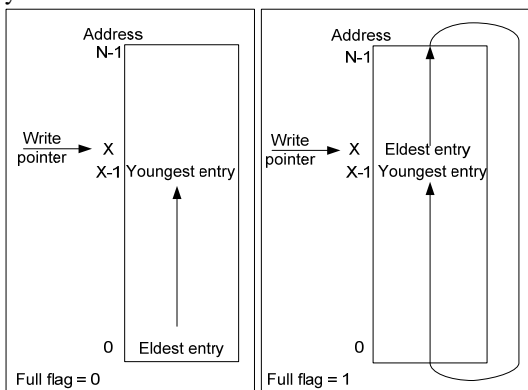 y
Address
N-1
Write
pointer
X
X-1 Youngest entry
0 Eldest entry
Full flag = 0
Address
N-1
Write
pointer
X Eldest entry
X-1 Youngest entry
0
Full flag = 1